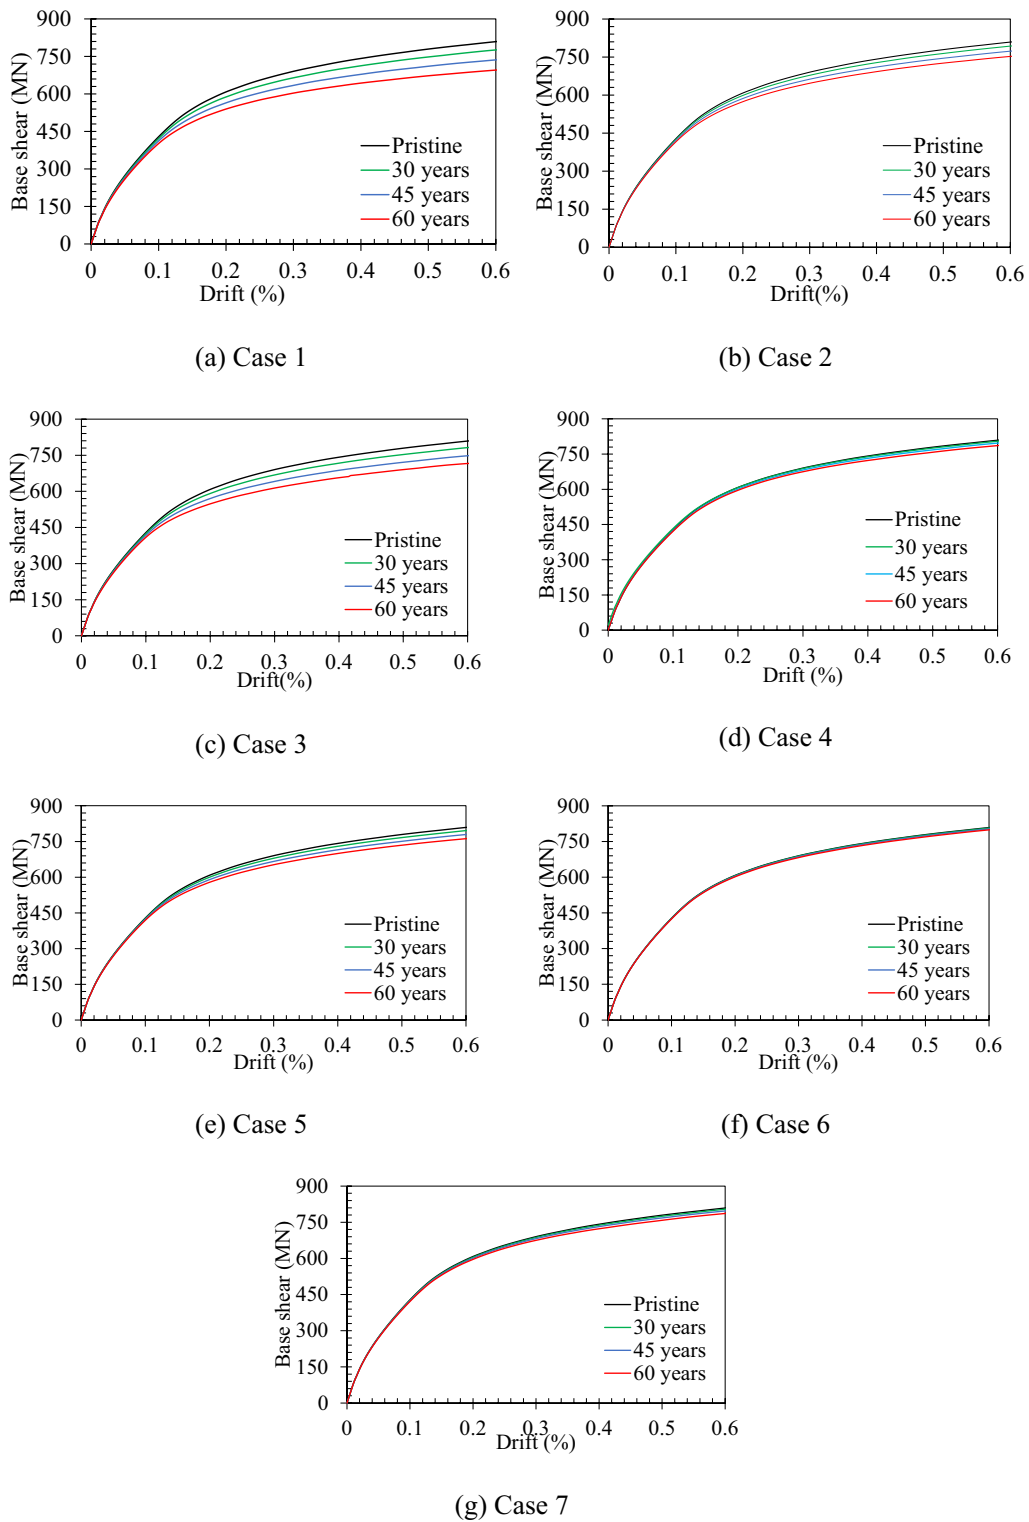 900
750
600
450
300
150
0
Base shear (MN)
Pristine
30 years
45 years
60 years
0 0.1 0.2 0.3 0.4 0.5 0.6
Drift (%)
(a) Case 1
900
750
600
450
300
150
0
Base shear (MN)
Pristine
30 years
45 years
60 years
0 0.1 0.2 0.3 0.4 0.5 0.6
Drift(%)
(b) Case 2
900
750
600
450
300
150
0
Base shear (MN)
Pristine
30 years
45 years
60 years
0 0.1 0.2 0.3 0.4 0.5 0.6
Drift(%)
(c) Case 3
900
750
600
450
300
150
0
Base shear (MN)
Pristine
30 years
45 years
60 years
0 0.1 0.2 0.3 0.4 0.5 0.6
Drift (%)
(d) Case 4
900
750
600
450
300
150
0
Base shear (MN)
Pristine
30 years
45 years
60 years
0 0.1 0.2 0.3 0.4 0.5 0.6
Drift (%)
(e) Case 5
900
750
600
450
300
150
0
Base shear (MN)
Pristine
30 years
45 years
60 years
0 0.1 0.2 0.3 0.4 0.5 0.6
Drift (%)
(f) Case 6
900
750
600
450
300
150
0
Base shear (MN)
Pristine
30 years
45 years
60 years
0 0.1 0.2 0.3 0.4 0.5 0.6
Drift (%)
(g) Case 7